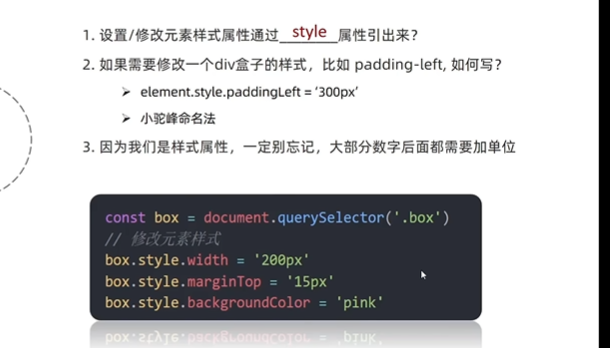 1. 设置/修改元素样式属性通过 style 属性引出来?
2. 如果需要修改一个div盒子的样式，比如 padding-left, 如何写?
➢ element.style.paddingLeft = ‘300px’
➢ 小驼峰命名法
3. 因为我们是样式属性，一定别忘记，大部分数字后面都需要加单位
const box = document.querySelector('.box')
// 修改元素样式
box.style.width = '200px'
box.style.marginTop = '15px'
box.style.backgroundColor = 'pink'